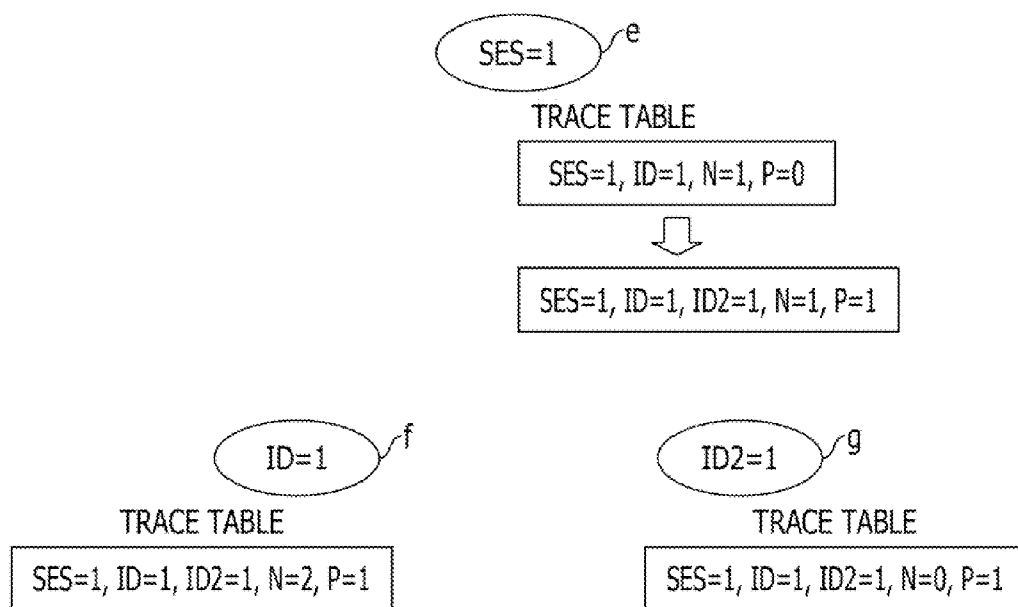 SES=1 e
TRACE TABLE
SES=1, ID=1, N=1, P=0
SES=1, ID=1, ID2=1, N=1, P=1
ID=1 f
ID2=1 g
TRACE TABLE
TRACE TABLE
SES=1, ID=1, ID2=1, N=2, P=1
SES=1, ID=1, ID2=1, N=0, P=1